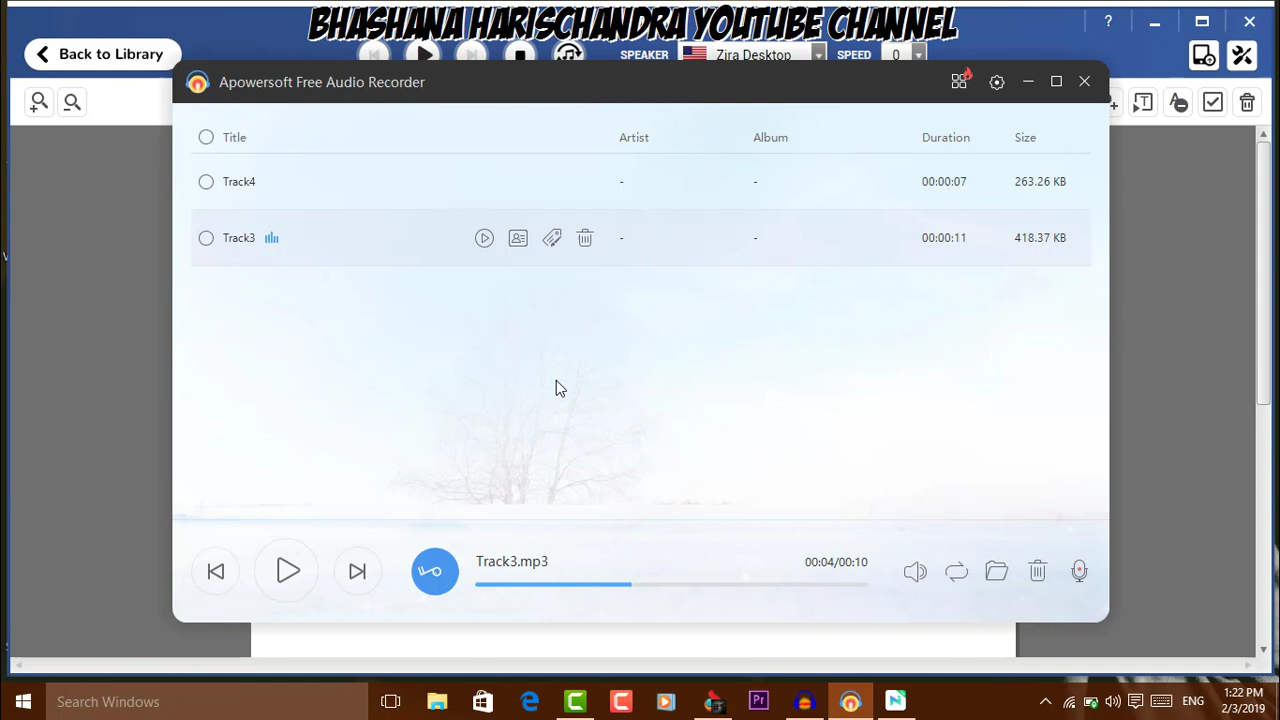 BHASHANA HARISCHANDRA YOUTUBE CHANNEL
Back to Library
SPEAKER Zira Desktop SPEED 0
Apowersoft Free Audio Recorder
Title Artist Album Duration Size
Track4 - - 00:00:07 263.26 KB
Track3 - - 00:00:11 418.37 KB
Track3.mp3 00:04/00:10
Search Windows
ENG
1:22 PM
2/3/2019